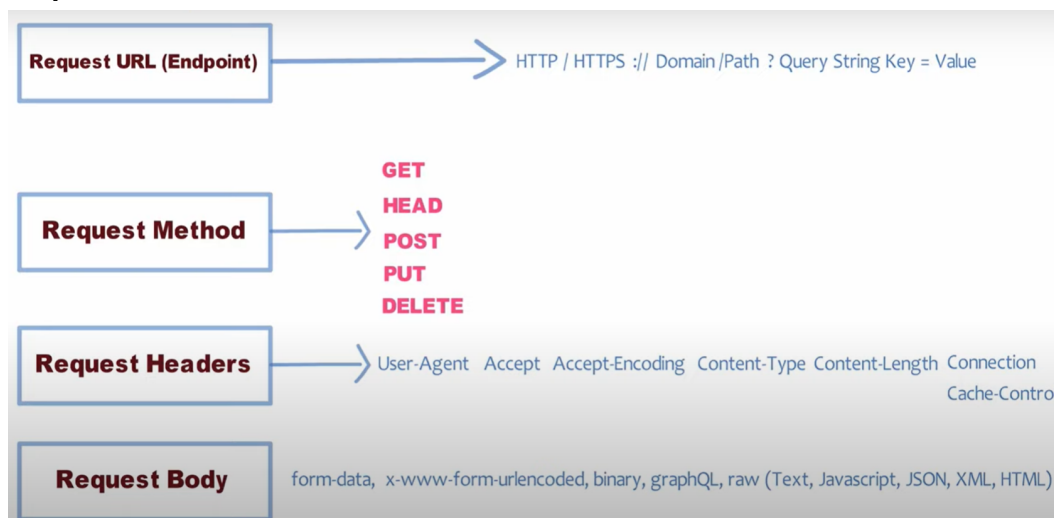 Request URL (Endpoint)
HTTP / HTTPS :// Domain /Path ? Query String Key = Value
Request Method
GET
HEAD
POST
PUT
DELETE
Request Headers
User-Agent Accept Accept-Encoding Content-Type Content-Length Connection
Cache-Contro
Request Body
form-data, x-www-form-urlencoded, binary, graphQL, raw (Text, Javascript, JSON, XML, HTML)